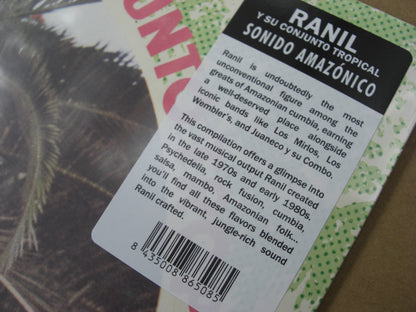 UNTO
RANIL
Y SU CONJUNTO TROPICAL
SONIDO AMAZÓNICO
Ranil is undoubtedly the most
unconventional figure among the
greats of Amazonian cumbia, earning
a well-deserved place alongside
iconic bands like Los Mirlos, Los
Wembler's, and Juaneco y su Combo.
This compilation offers a glimpse into
the vast musical output Ranil created
in the late 1970s and early 1980s.
Psychedelia, rock fusion, cumbia,
salsa, mambo, Amazonian folk...
you'll find all these flavors blended
into the vibrant, jungle-rich sound
Ranil crafted.
8 435008 865085